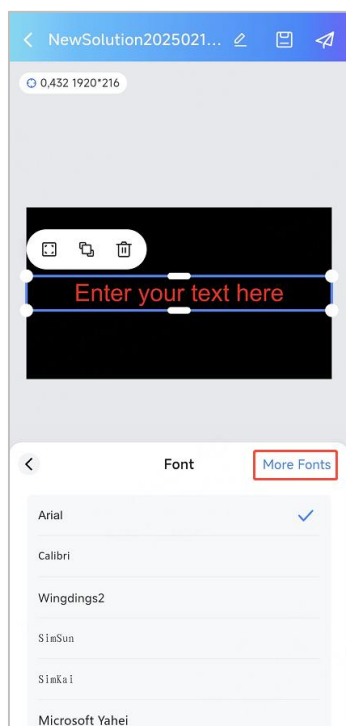 NewSolution2025021...
0,432 1920*216
Enter your text here
Font
More Fonts
Arial
Calibri
Wingdings2
SimSun
SimKai
Microsoft Yahei